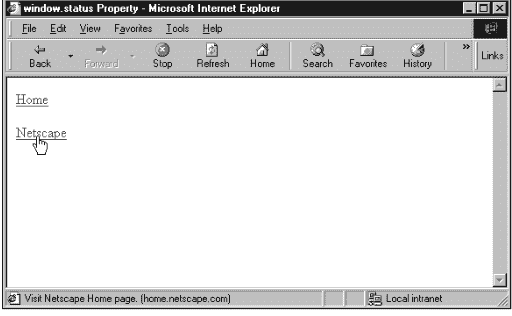 window.status Property - Microsoft Internet Explorer
File Edit View Favorites Tools Help
Back Forward Stop Refresh Home Search Favorites History » Links
Home
Netscape
Visit Netscape Home page. (home.netscape.com) Local intranet